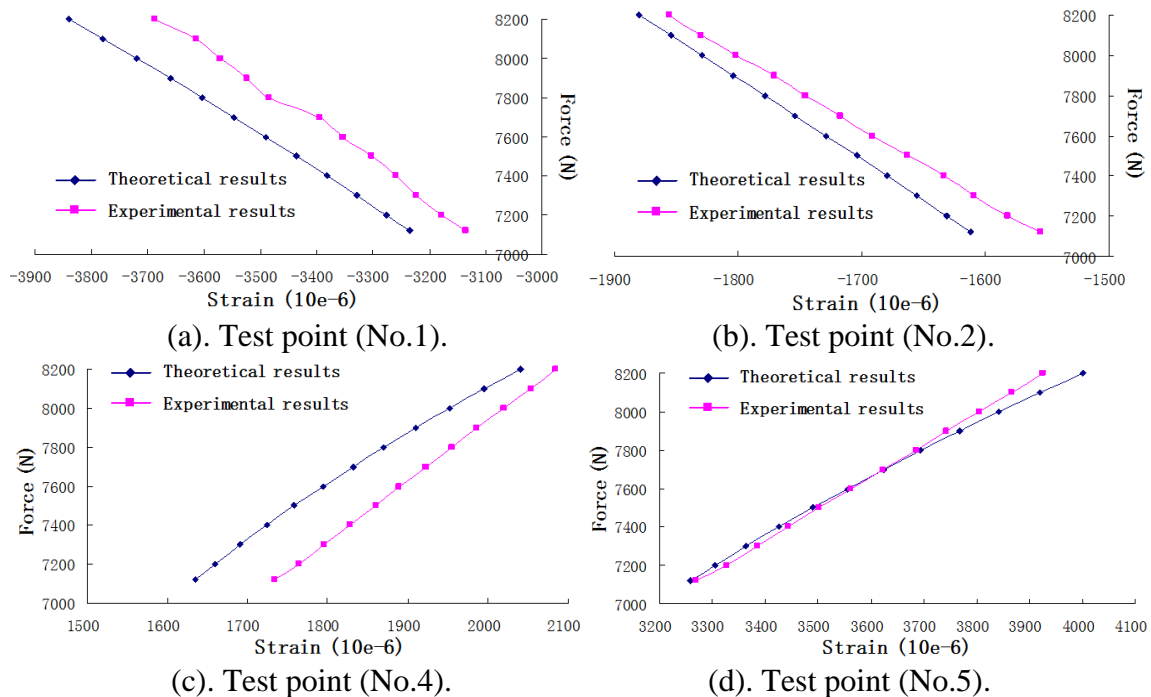 8200
8000
7800
7600
7400
7200
7000
Force (N)
Theoretical results
Experimental results
-3900 -3800 -3700 -3600 -3500 -3400 -3300 -3200 -3100 -3000
Strain (10e-6)
(a). Test point (No.1).
8200
8000
7800
7600
7400
7200
7000
Force (N)
Theoretical results
Experimental results
-1900 -1800 -1700 -1600 -1500
Strain (10e-6)
(b). Test point (No.2).
8200
8000
7800
7600
7400
7200
7000
Force (N)
Theoretical results
Experimental results
1500 1600 1700 1800 1900 2000 2100
Strain (10e-6)
(c). Test point (No.4).
8200
8000
7800
7600
7400
7200
7000
Force (N)
Theoretical results
Experimental results
3200 3300 3400 3500 3600 3700 3800 3900 4000 4100
Strain (10e-6)
(d). Test point (No.5).